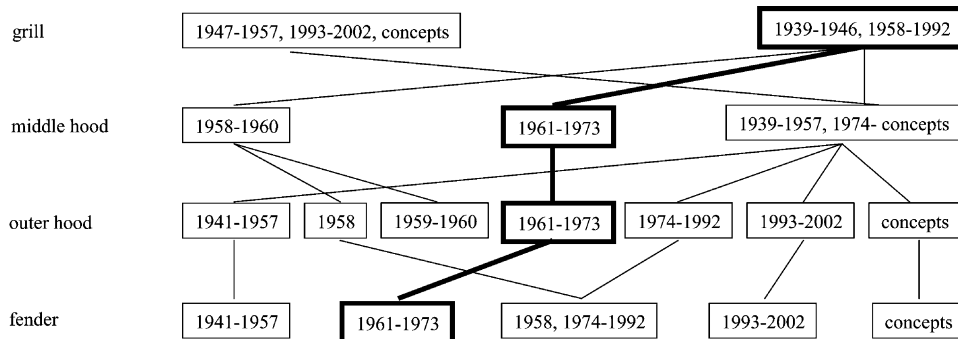 grill
1947-1957, 1993-2002, concepts
1939-1946, 1958-1992
middle hood
1958-1960
1961-1973
1939-1957, 1974- concepts
outer hood
1941-1957
1958
1959-1960
1961-1973
1974-1992
1993-2002
concepts
fender
1941-1957
1961-1973
1958, 1974-1992
1993-2002
concepts